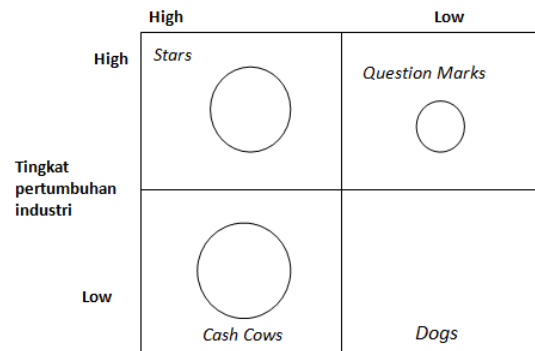 High Low
High
Stars
Question Marks
Tingkat
pertumbuhan
industri
Low
Cash Cows
Dogs